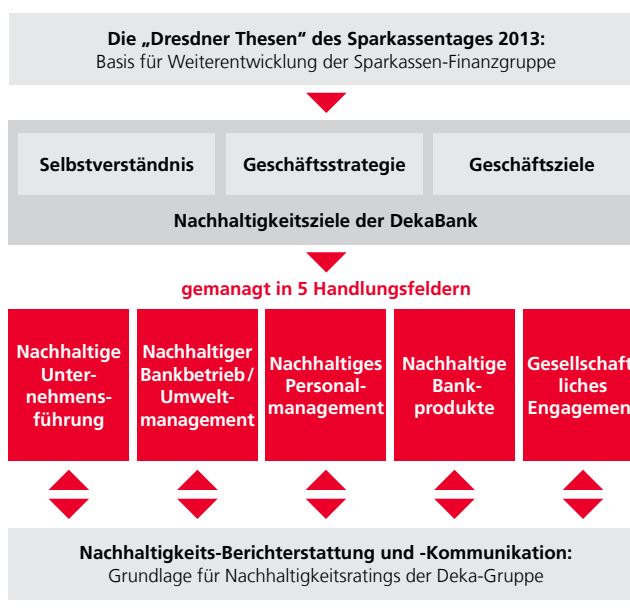 Die „Dresdner Thesen“ des Sparkassentages 2013:
Basis für Weiterentwicklung der Sparkassen-Finanzgruppe
Selbstverständnis
Geschäftsstrategie
Geschäftsziele
Nachhaltigkeitsziele der DekaBank
gemanagt in 5 Handlungsfeldern
Nachhaltige
Unter-
nehmens-
führung
Nachhaltiger
Bankbetrieb/
Umwelt-
management
Nachhaltiges
Personal-
management
Nachhaltige
Bank-
produkte
Gesellschaft
liches
Engagemen
Nachhaltigkeits-Berichterstattung und -Kommunikation:
Grundlage für Nachhaltigkeitsratings der Deka-Gruppe